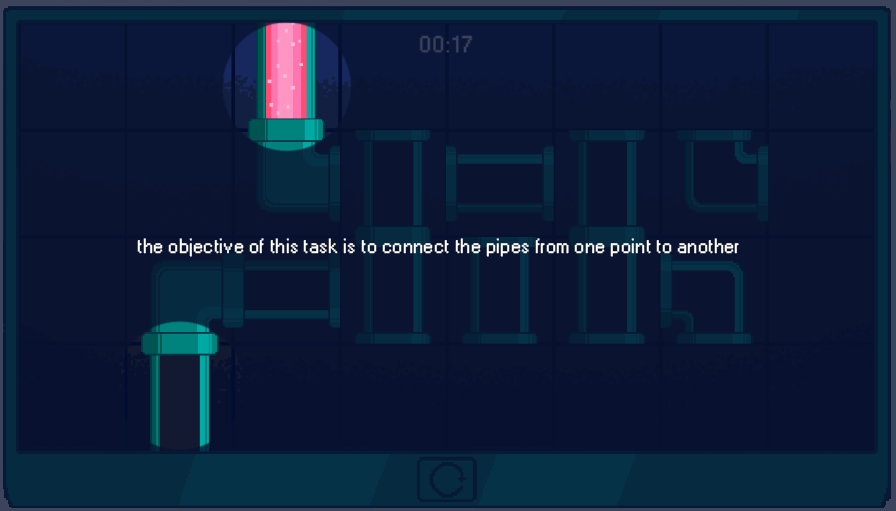 00:17
the objective of this task is to connect the pipes from one point to another